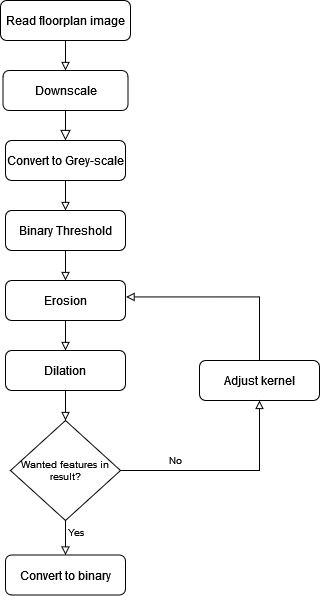 Read floorplan image
Downscale
Convert to Grey-scale
Binary Threshold
Erosion
Dilation
Adjust kernel
Wanted features in
result?
No
Yes
Convert to binary